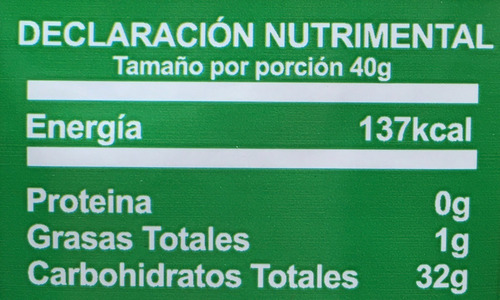 DECLARACIÓN NUTRIMENTAL
Tamaño por porción 40g
Energía 137kcal
Proteina 0g
Grasas Totales 1g
Carbohidratos Totales 32g